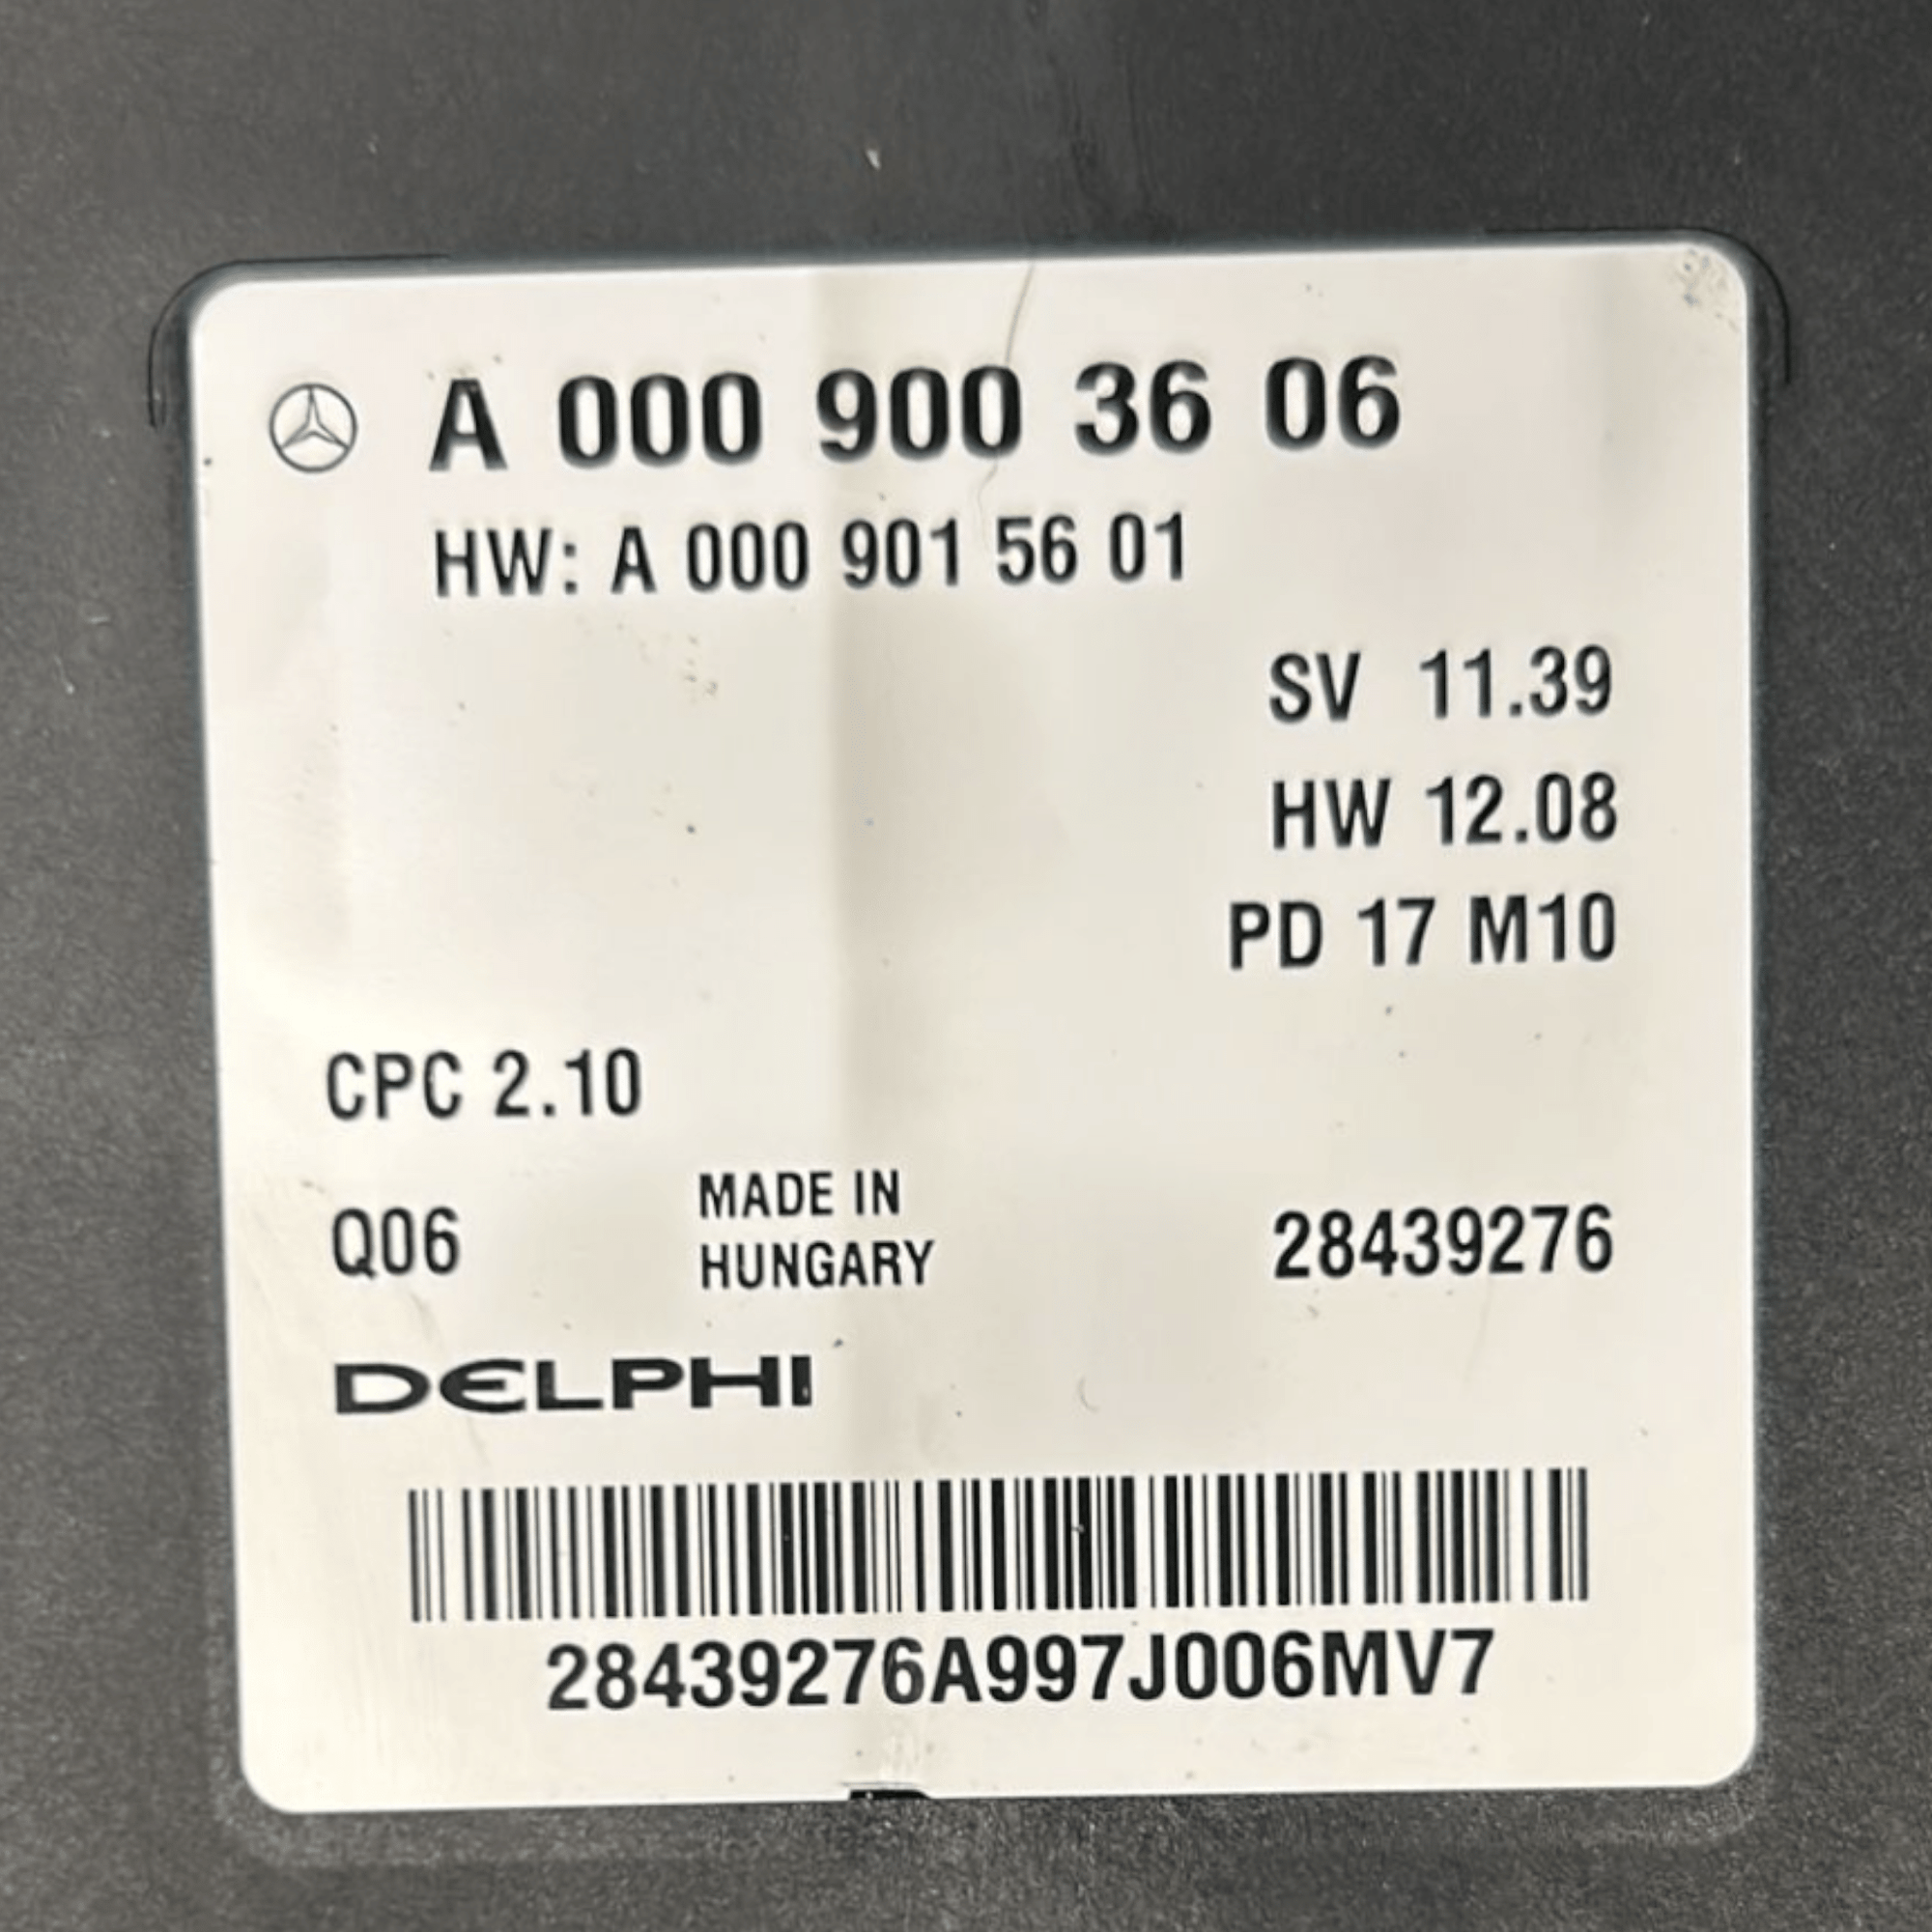 A 000 900 36 06
HW: A 000 901 56 01
SV 11.39
HW 12.08
PD 17 M10
CPC 2.10
Q06
MADE IN
HUNGARY
28439276
DELPHI
28439276A997J006MV7